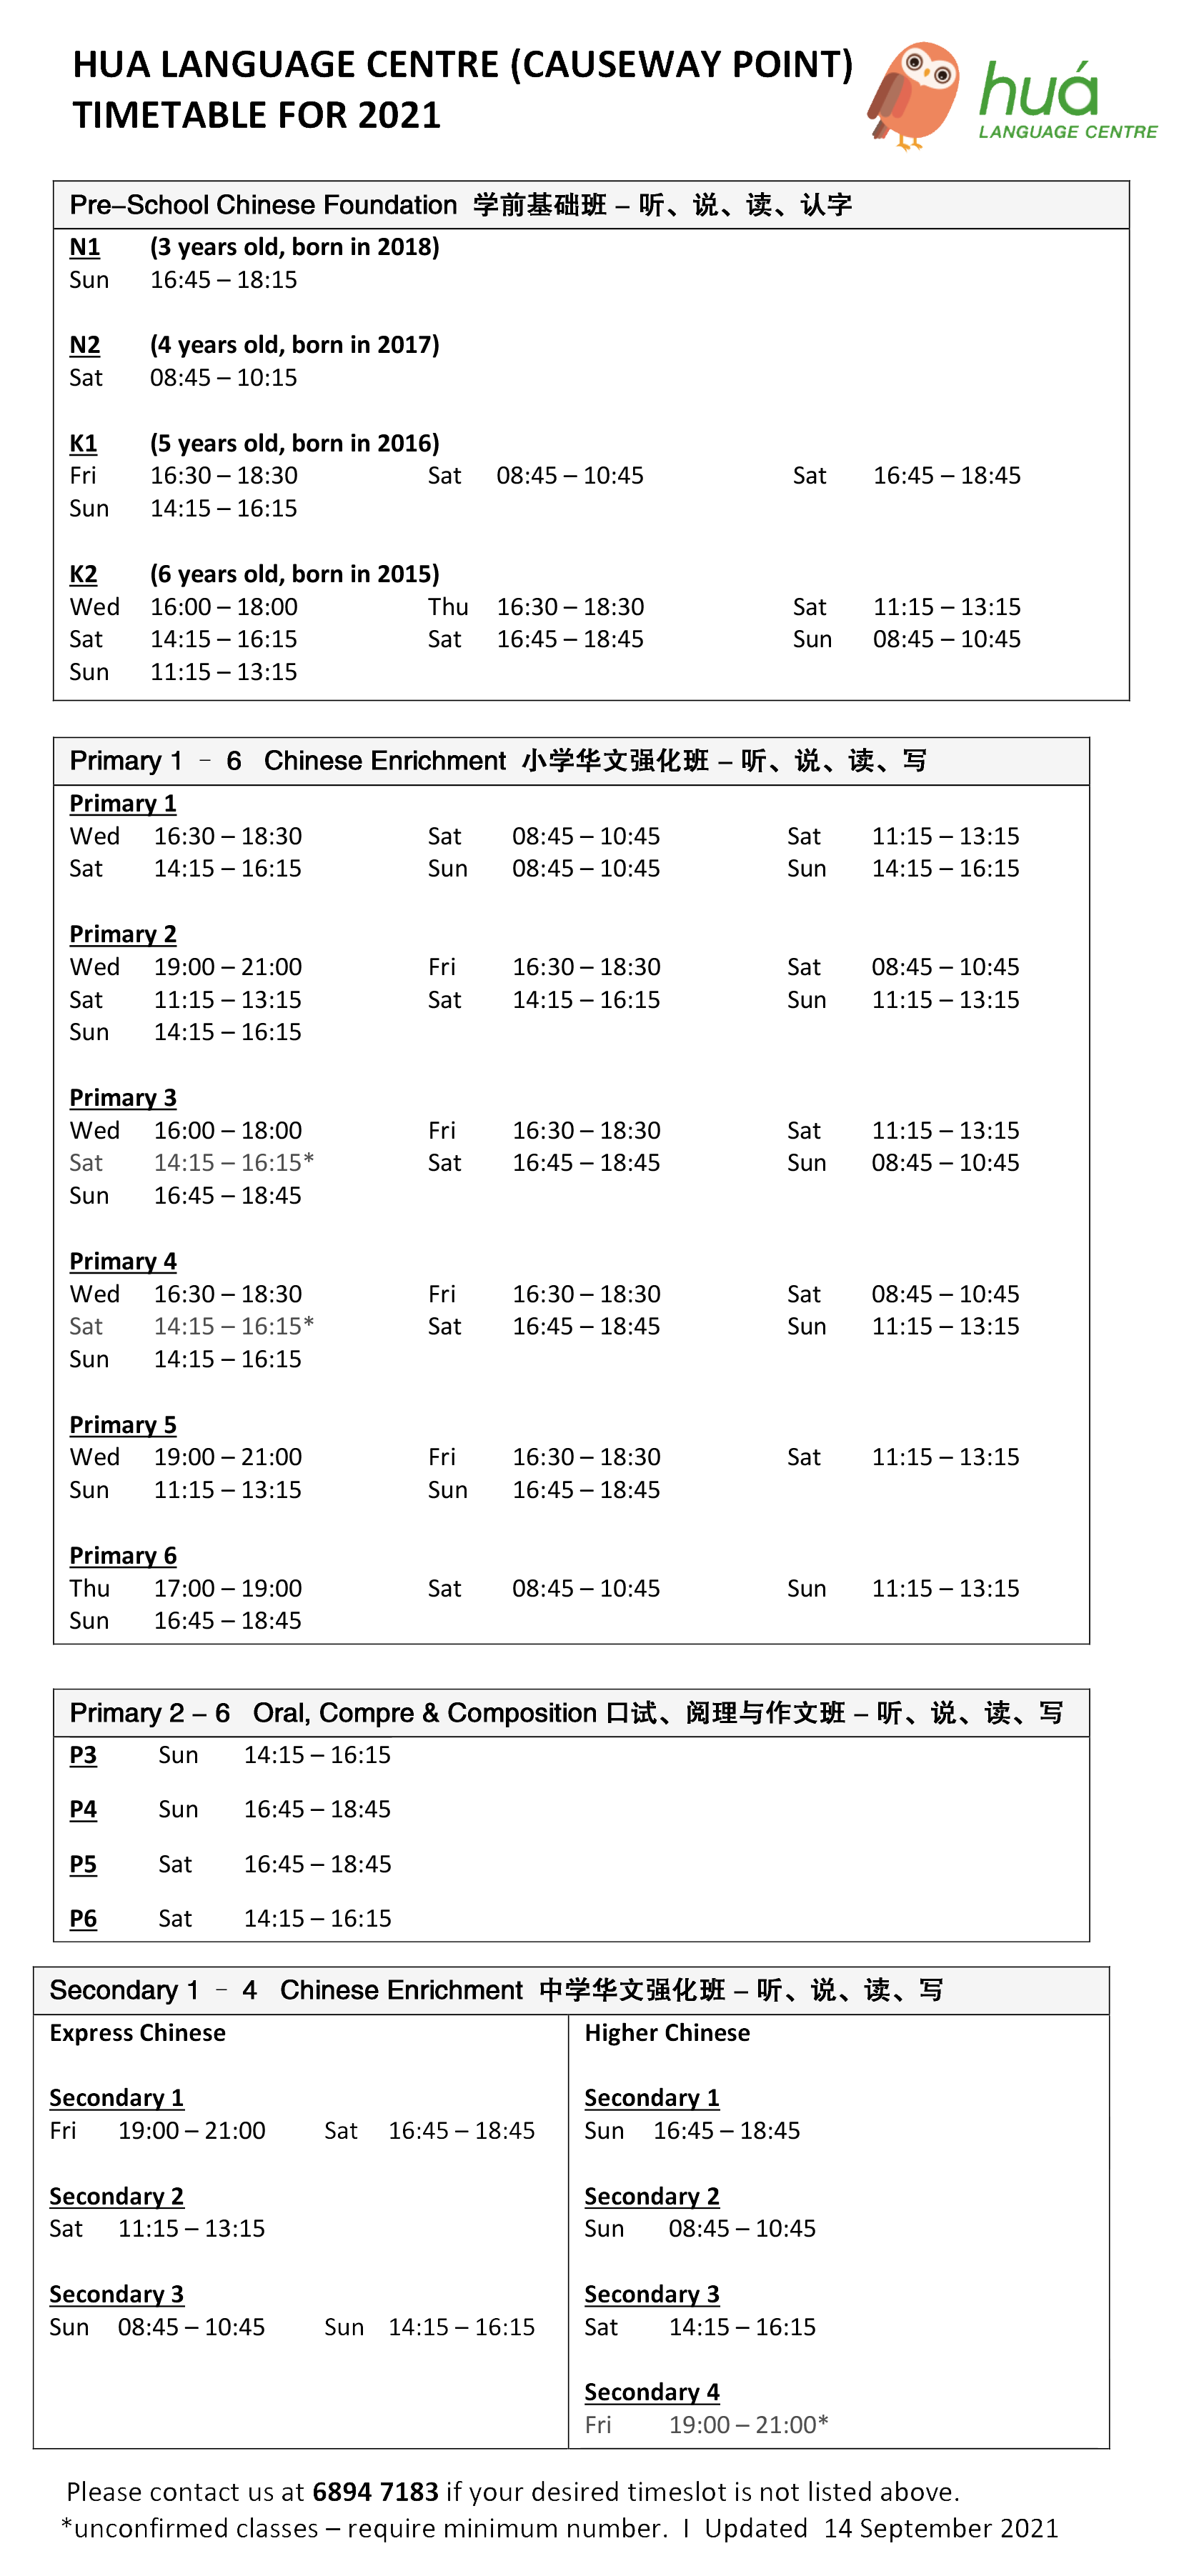 HUA LANGUAGE CENTRE (CAUSEWAY POINT)
TIMETABLE FOR 2021
huá
LANGUAGE CENTRE
Pre–School Chinese Foundation 学前基础班 – 听、说、读、认字
N1 (3 years old, born in 2018)
Sun 16:45 – 18:15
N2 (4 years old, born in 2017)
Sat 08:45 – 10:15
K1 (5 years old, born in 2016)
Fri 16:30 – 18:30 Sat 08:45 – 10:45 Sat 16:45 – 18:45
Sun 14:15 – 16:15
K2 (6 years old, born in 2015)
Wed 16:00 – 18:00 Thu 16:30 – 18:30 Sat 11:15 – 13:15
Sat 14:15 – 16:15 Sat 16:45 – 18:45 Sun 08:45 – 10:45
Sun 11:15 – 13:15
Primary 1 – 6 Chinese Enrichment 小学华文强化班 – 听、说、读、写
Primary 1
Wed 16:30 – 18:30 Sat 08:45 – 10:45 Sat 11:15 – 13:15
Sat 14:15 – 16:15 Sun 08:45 – 10:45 Sun 14:15 – 16:15
Primary 2
Wed 19:00 – 21:00 Fri 16:30 – 18:30 Sat 08:45 – 10:45
Sat 11:15 – 13:15 Sat 14:15 – 16:15 Sun 11:15 – 13:15
Sun 14:15 – 16:15
Primary 3
Wed 16:00 – 18:00 Fri 16:30 – 18:30 Sat 11:15 – 13:15
Sat 14:15 – 16:15* Sat 16:45 – 18:45 Sun 08:45 – 10:45
Sun 16:45 – 18:45
Primary 4
Wed 16:30 – 18:30 Fri 16:30 – 18:30 Sat 08:45 – 10:45
Sat 14:15 – 16:15* Sat 16:45 – 18:45 Sun 11:15 – 13:15
Sun 14:15 – 16:15
Primary 5
Wed 19:00 – 21:00 Fri 16:30 – 18:30 Sat 11:15 – 13:15
Sun 11:15 – 13:15 Sun 16:45 – 18:45
Primary 6
Thu 17:00 – 19:00 Sat 08:45 – 10:45 Sun 11:15 – 13:15
Sun 16:45 – 18:45
Primary 2 – 6 Oral, Compre & Composition 口试、阅理与作文班 – 听、说、读、写
P3 Sun 14:15 – 16:15
P4 Sun 16:45 – 18:45
P5 Sat 16:45 – 18:45
P6 Sat 14:15 – 16:15
Secondary 1 – 4 Chinese Enrichment 中学华文强化班 – 听、说、读、写
Express Chinese
Secondary 1
Fri 19:00 – 21:00 Sat 16:45 – 18:45
Secondary 2
Sat 11:15 – 13:15
Secondary 3
Sun 08:45 – 10:45 Sun 14:15 – 16:15
Higher Chinese
Secondary 1
Sun 16:45 – 18:45
Secondary 2
Sun 08:45 – 10:45
Secondary 3
Sat 14:15 – 16:15
Secondary 4
Fri 19:00 – 21:00*
Please contact us at 6894 7183 if your desired timeslot is not listed above.
*unconfirmed classes – require minimum number. I Updated 14 September 2021